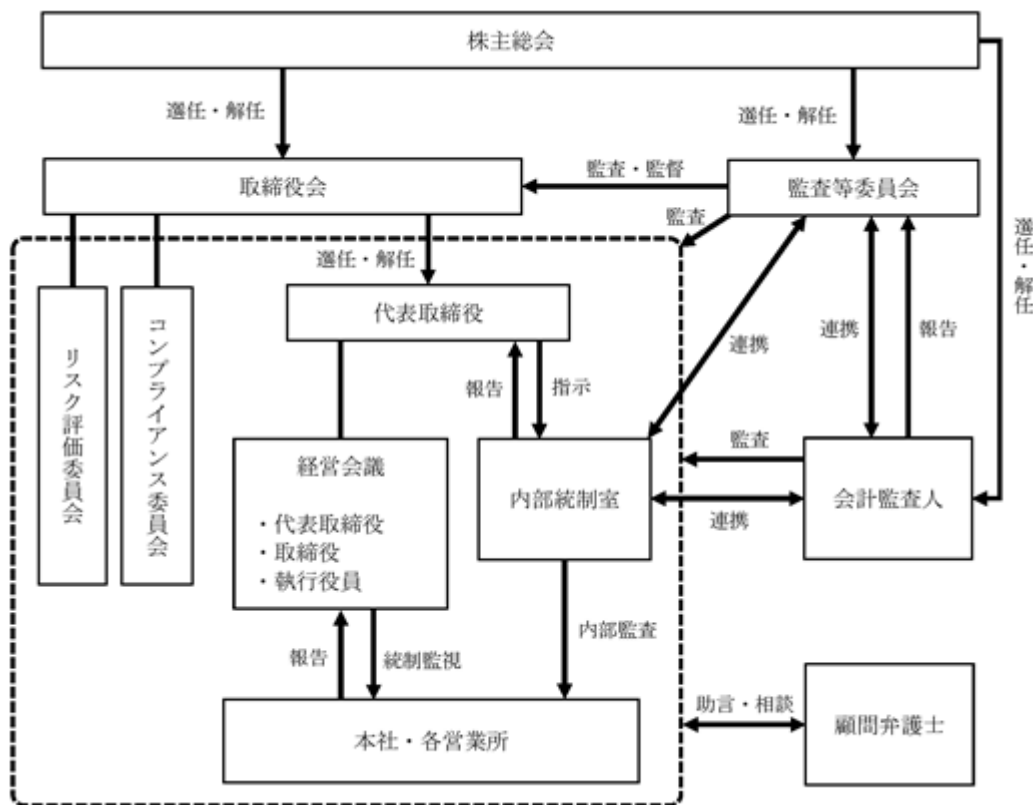 株主総会
選任・解任
選任・解任
取締役会
監査・監督
監査等委員会
監査
選任・解任
選任・解任
代表取締役
リスク評価委員会
コンプライアンス委員会
報告
指示
連携
連携
報告
経営会議
・代表取締役
・取締役
・執行役員
内部統制室
監査
連携
会計監査人
報告
統制監視
内部監査
本社・各営業所
助言・相談
顧問弁護士